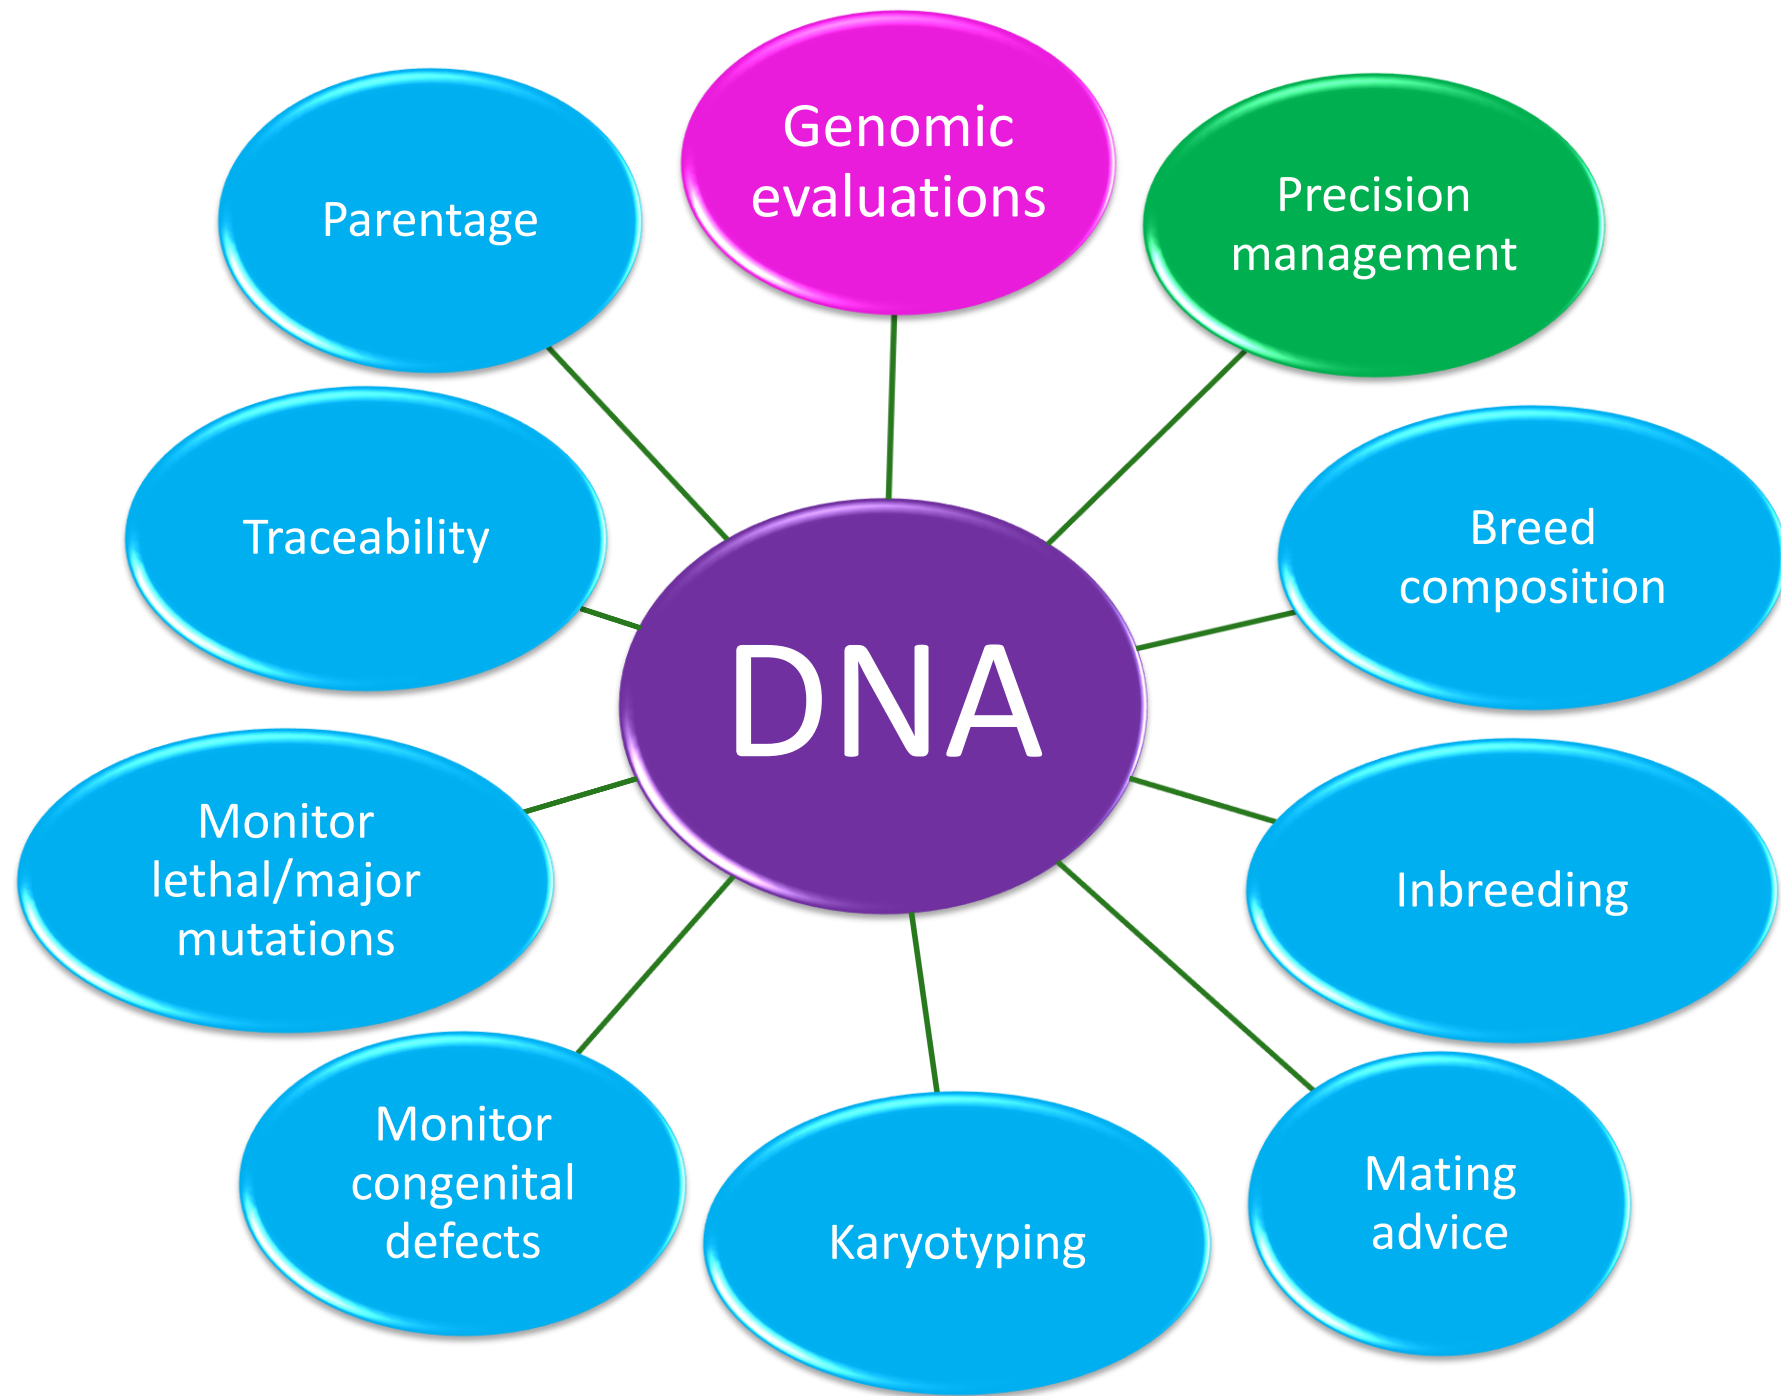 Genomic
evaluations
Precision
management
Breed
composition
Inbreeding
Mating
advice
Karyotyping
Monitor
congenital
defects
Monitor
lethal/major
mutations
Traceability
Parentage
DNA